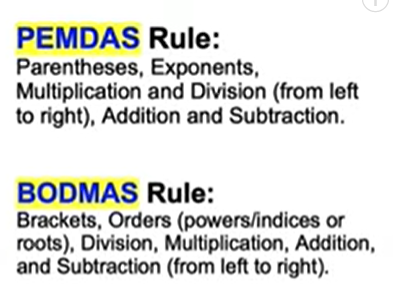 PEMDAS Rule:
Parentheses, Exponents,
Multiplication and Division (from left
to right), Addition and Subtraction.
BODMAS Rule:
Brackets, Orders (powers/indices or
roots), Division, Multiplication, Addition,
and Subtraction (from left to right).